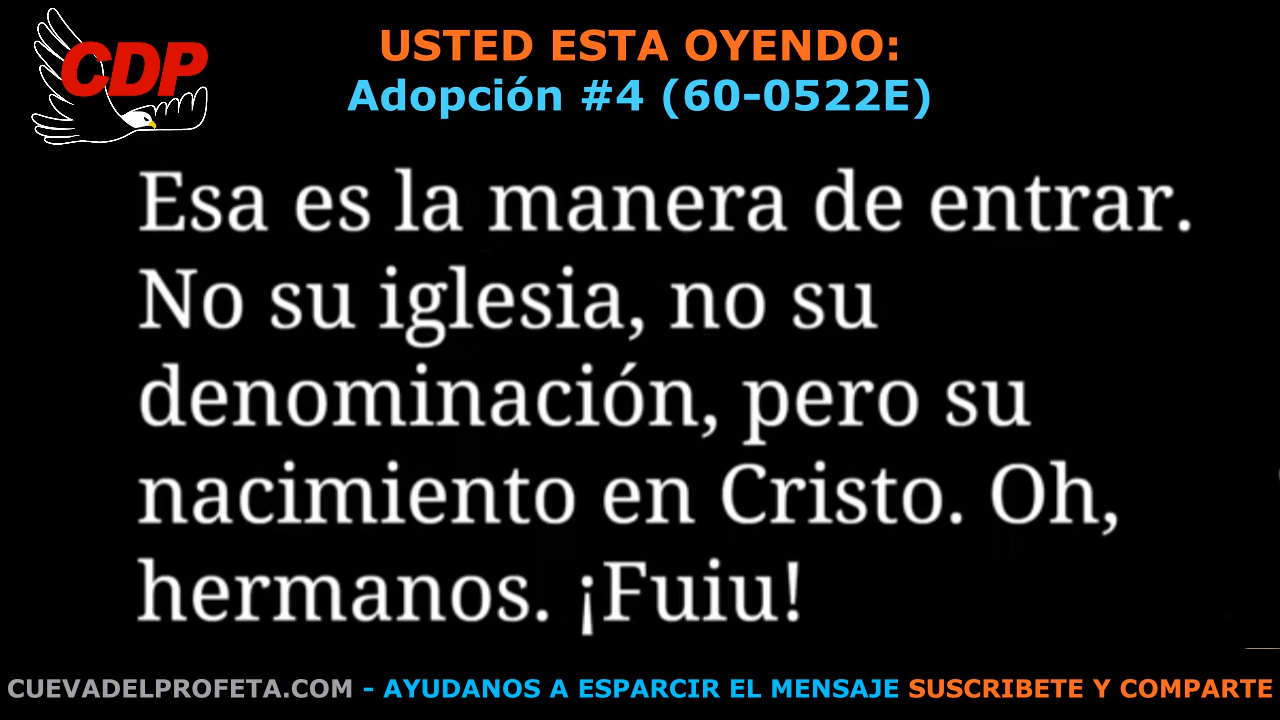 CDP
USTED ESTA OYENDO:
Adopción #4 (60-0522E)
Esa es la manera de entrar.
No su iglesia, no su
denominación, pero su
nacimiento en Cristo. Oh,
hermanos. ¡Fuiu!
CUEVADELPROFETA.COM - AYUDANOS A ESPARCIR EL MENSAJE SUSCRIBETE Y COMPARTE